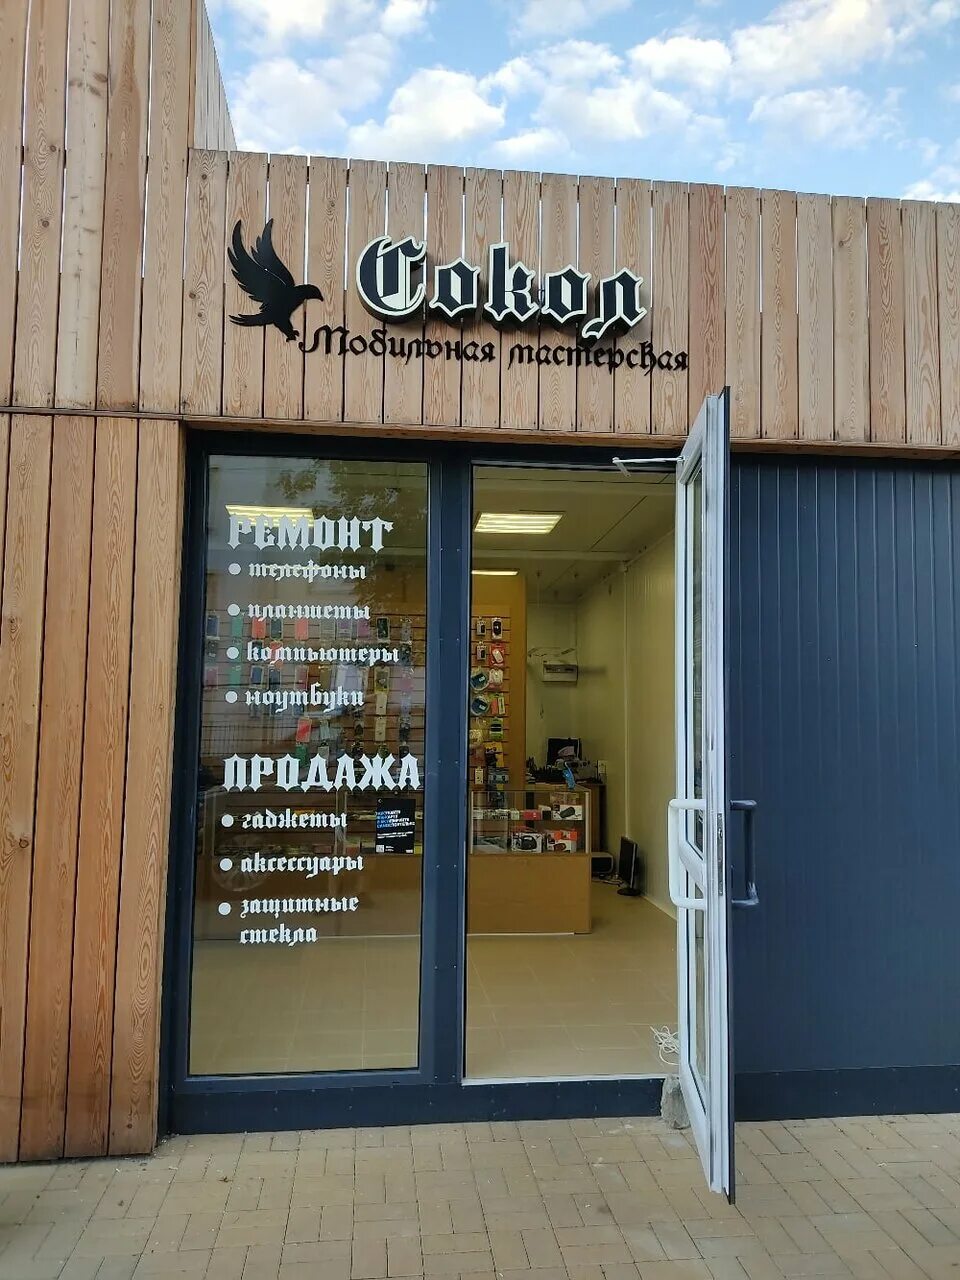 Сокол
Мобильная мастерская
РЕМОНТ
• телефоны
• планшеты
• компьютеры
• ноутбуки
ПРОДАЖА
• гаджеты
• аксессуары
• защитные
стекла